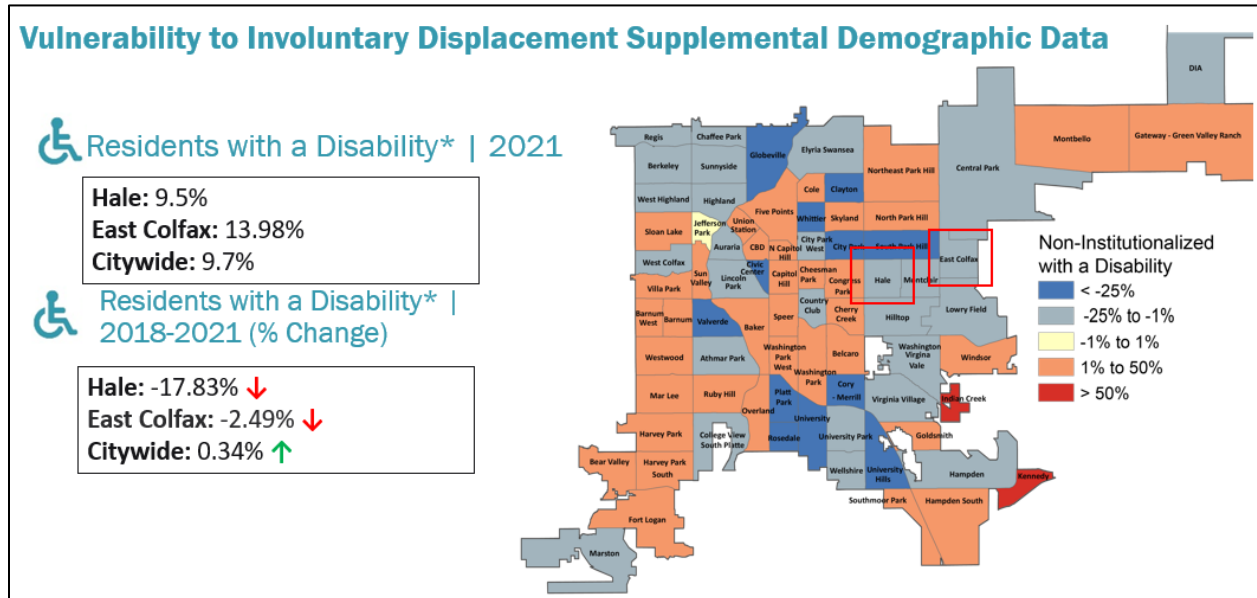 Vulnerability to Involuntary Displacement Supplemental Demographic Data
Residents with a Disability* | 2021
Hale: 9.5%
East Colfax: 13.98%
Citywide: 9.7%
Residents with a Disability* |
2018-2021 (% Change)
Hale: -17.83% ↓
East Colfax: -2.49% ↓
Citywide: 0.34% ↑
DIA
Regis
Chaffee Park
Globeville
Elyria Swansea
Montbello
Gateway - Green Valley Ranch
Berkeley
Sunnyside
Northeast Park Hill
Central Park
West Highland
Highland
Cole
Clayton
Sloan Lake
Jefferson
Park
Union
Station
Five Points
Whittier
Skyland
North Park Hill
Auraria
CBD
N Capitol
Hill
City Park
West
City Park
South Park Hill
West Colfax
Sun
Valley
Lincoln
Park
Civic
Center
Capitol
Hill
Cheesman
Park
Congress
Park
Hale
Montclair
East Colfax
Villa Park
Barnum
West
Barnum
Valverde
Baker
Speer
Country
Club
Cherry
Creek
Hilltop
Lowry Field
Westwood
Athmar Park
Washington
Park
West
Washington
Park
Belcaro
Washington
Virgina
Vale
Windsor
Mar Lee
Ruby Hill
Overland
Platt
Park
University
Cory
- Merrill
Virginia Village
Indian Creek
Harvey Park
College View
South Platte
Rosedale
University Park
Goldsmith
Bear Valley
Harvey Park
South
Wellshire
University
Hills
Hampden
Kennedy
Fort Logan
Southmoor Park
Hampden South
Marston
Non-Institutionalized
with a Disability
< -25%
-25% to -1%
-1% to 1%
1% to 50%
> 50%